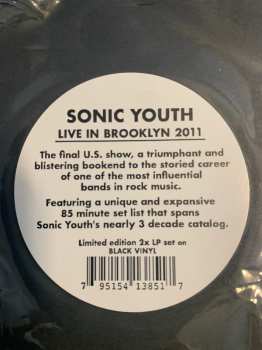 SONIC YOUTH
LIVE IN BROOKLYN 2011
The final U.S. show, a triumphant and
blistering bookend to the storied career
of one of the most influential
bands in rock music.
Featuring a unique and expansive
85 minute set list that spans
Sonic Youth's nearly 3 decade catalog.
Limited edition 2x LP set on
BLACK VINYL
7 95154 13851 7